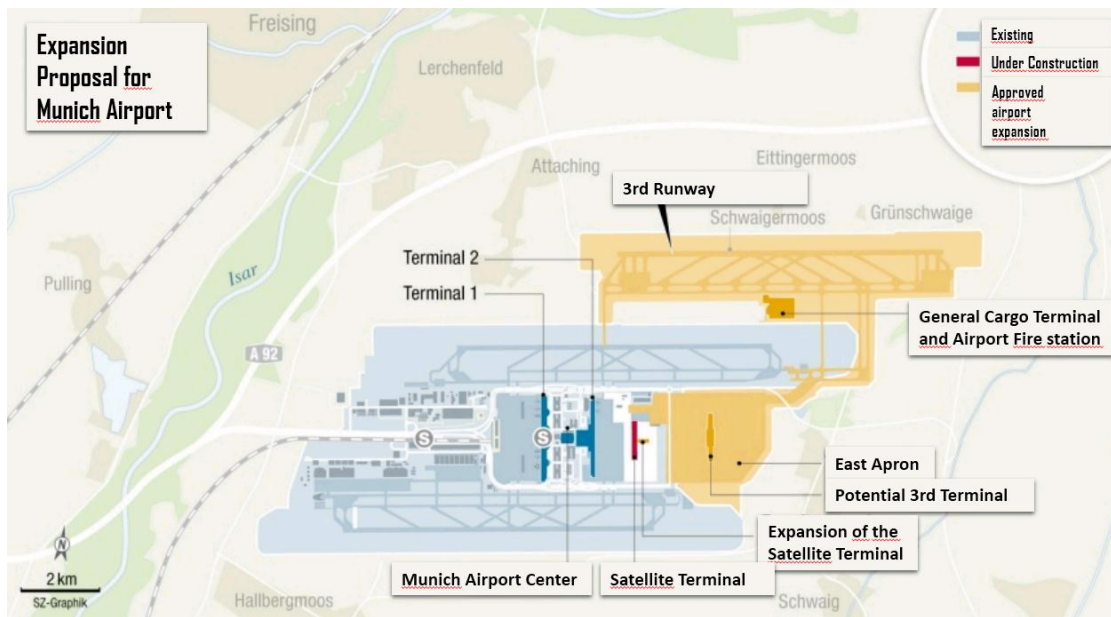 Expansion
Proposal for
Munich Airport
Freising
Lerchenfeld
Existing
Under Construction
Approved
airport
expansion
Attaching
Eittingermoos
3rd Runway
Schwaigermoos
Grünschwaige
Terminal 2
Terminal 1
Pulling
Isar
A 92
General Cargo Terminal
and Airport Fire station
S
S
East Apron
Potential 3rd Terminal
Expansion of the
Satellite Terminal
Munich Airport Center
Satellite Terminal
N
2 km
SZ-Graphik
Hallbergmoos
Schwaig